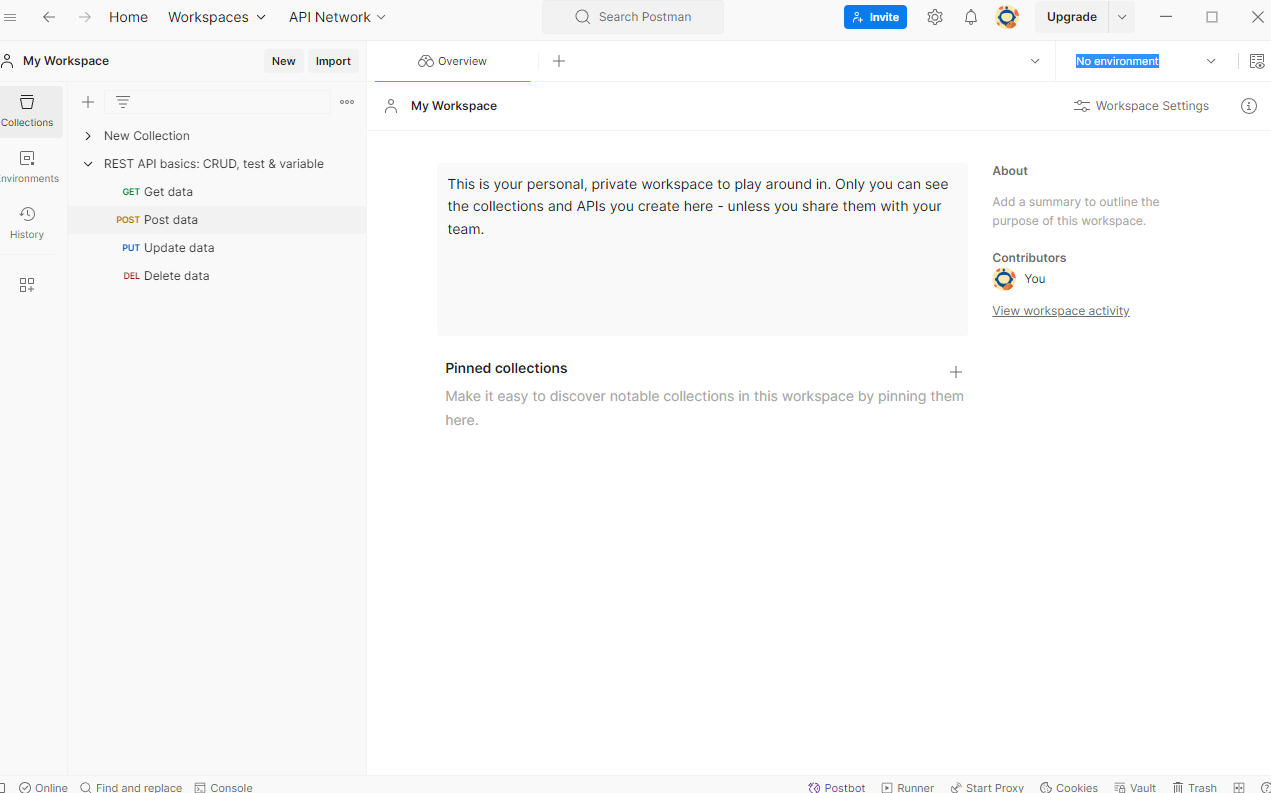 Home Workspaces API Network Search Postman Invite Upgrade
My Workspace New Import Overview No environment
Collections
My Workspace Workspace Settings
New Collection
REST API basics: CRUD, test & variable
GET Get data
POST Post data
PUT Update data
DEL Delete data
nvironments
History
This is your personal, private workspace to play around in. Only you can see
the collections and APIs you create here - unless you share them with your
team.
About
Add a summary to outline the
purpose of this workspace.
Contributors
You
View workspace activity
Pinned collections
Make it easy to discover notable collections in this workspace by pinning them
here.
Online Find and replace Console Postbot Runner Start Proxy Cookies Vault Trash